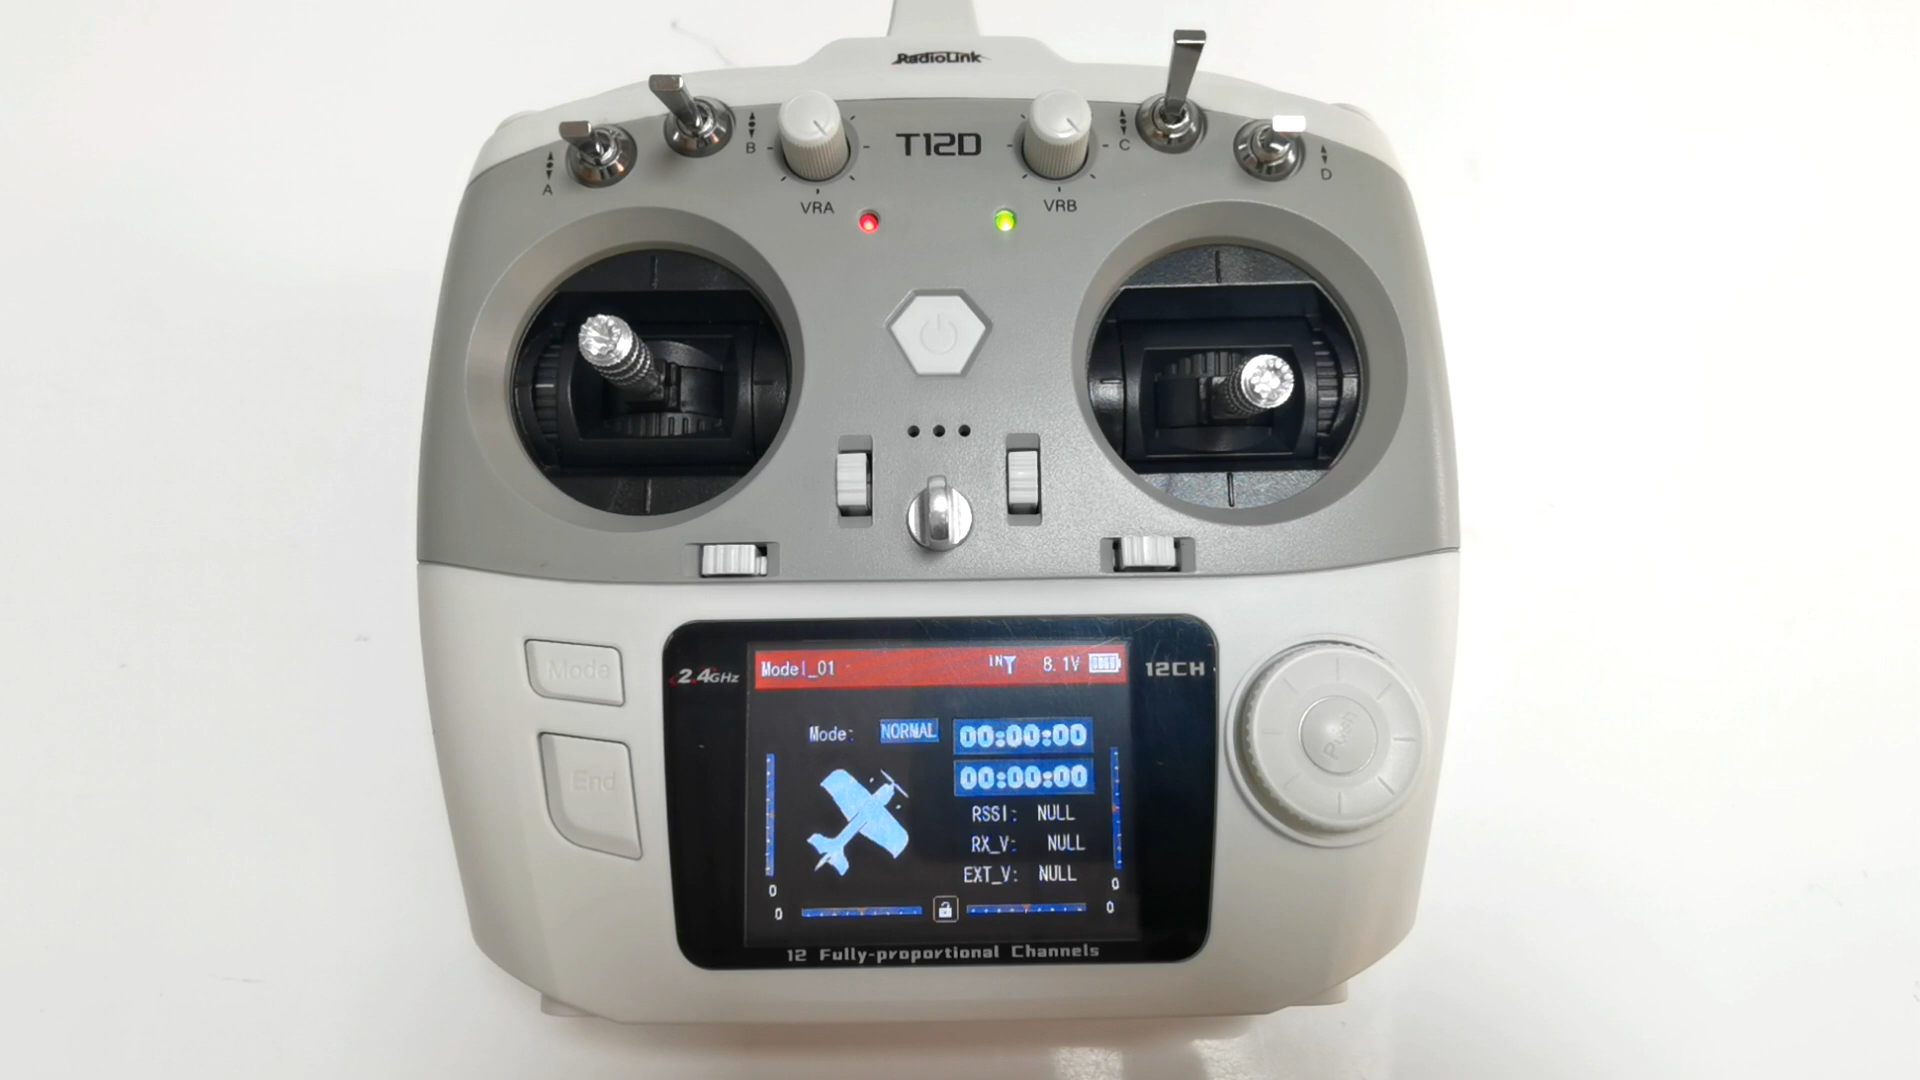 RadioLink
T12D
A
B
C
D
VRA
VRB
Mode
End
Push
2.4GHz
12CH
Model_01 IN 8.1V
Mode: NORMAL 00:00:00
00:00:00
RSSI: NULL
RX_V: NULL
EXT_V: NULL
0 0
0 0
12 Fully-proportional Channels